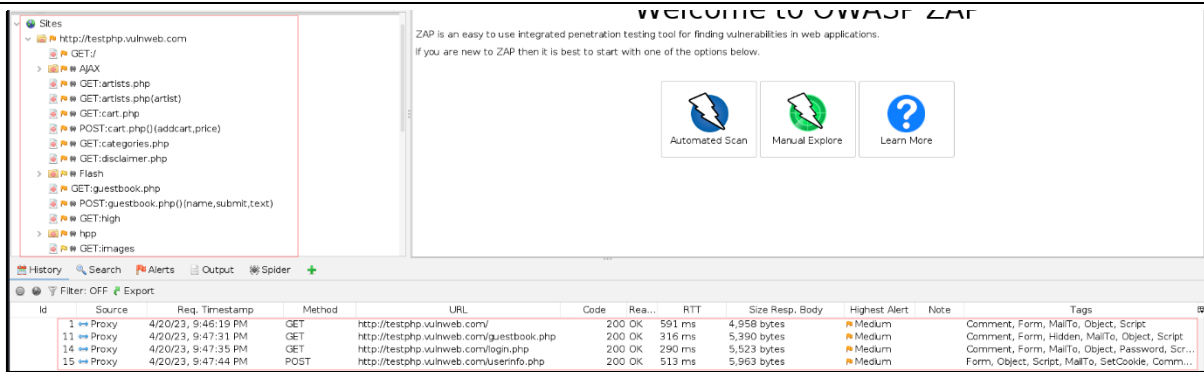 Sites
http://testphp.vulnweb.com
GET:/
AJAX
GET:artists.php
GET:artists.php(artist)
GET:cart.php
POST:cart.php()(addcart,price)
GET:categories.php
GET:disclaimer.php
Flash
GET:guestbook.php
POST:guestbook.php()(name,submit,text)
GET:high
hpp
GET:images
Welcome to OWASP ZAP
ZAP is an easy to use integrated penetration testing tool for finding vulnerabilities in web applications.
If you are new to ZAP then it is best to start with one of the options below.
Automated Scan Manual Explore Learn More
History Search Alerts Output Spider
Filter: OFF Export
Id Source Req. Timestamp Method URL Code Rea... RTT Size Resp. Body Highest Alert Note Tags
1 Proxy 4/20/23, 9:46:19 PM GET http://testphp.vulnweb.com/ 200 OK 591 ms 4,958 bytes Medium Comment, Form, MailTo, Object, Script
11 Proxy 4/20/23, 9:47:31 PM GET http://testphp.vulnweb.com/guestbook.php 200 OK 316 ms 5,390 bytes Medium Comment, Form, Hidden, MailTo, Object, Script
14 Proxy 4/20/23, 9:47:35 PM GET http://testphp.vulnweb.com/login.php 200 OK 290 ms 5,523 bytes Medium Comment, Form, MailTo, Object, Password, Scr...
15 Proxy 4/20/23, 9:47:44 PM POST http://testphp.vulnweb.com/userinfo.php 200 OK 513 ms 5,963 bytes Medium Form, Object, Script, MailTo, SetCookie, Comm...